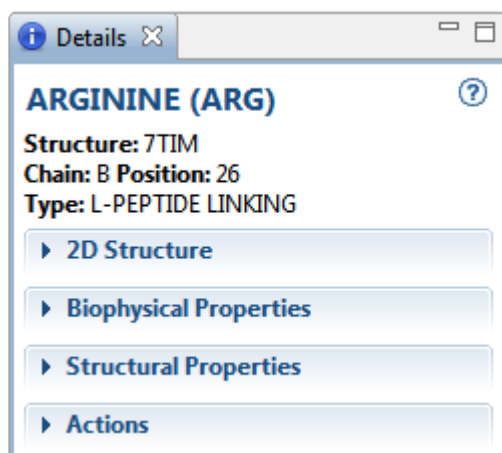 Details
ARGININE (ARG)
Structure: 7TIM
Chain: B Position: 26
Type: L-PEPTIDE LINKING
2D Structure
Biophysical Properties
Structural Properties
Actions